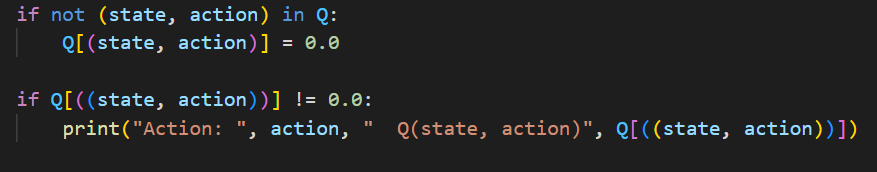 if not (state, action) in Q:
    Q[(state, action)] = 0.0

if Q[((state, action))] != 0.0:
    print("Action: ", action, "  Q(state, action)", Q[((state, action))])